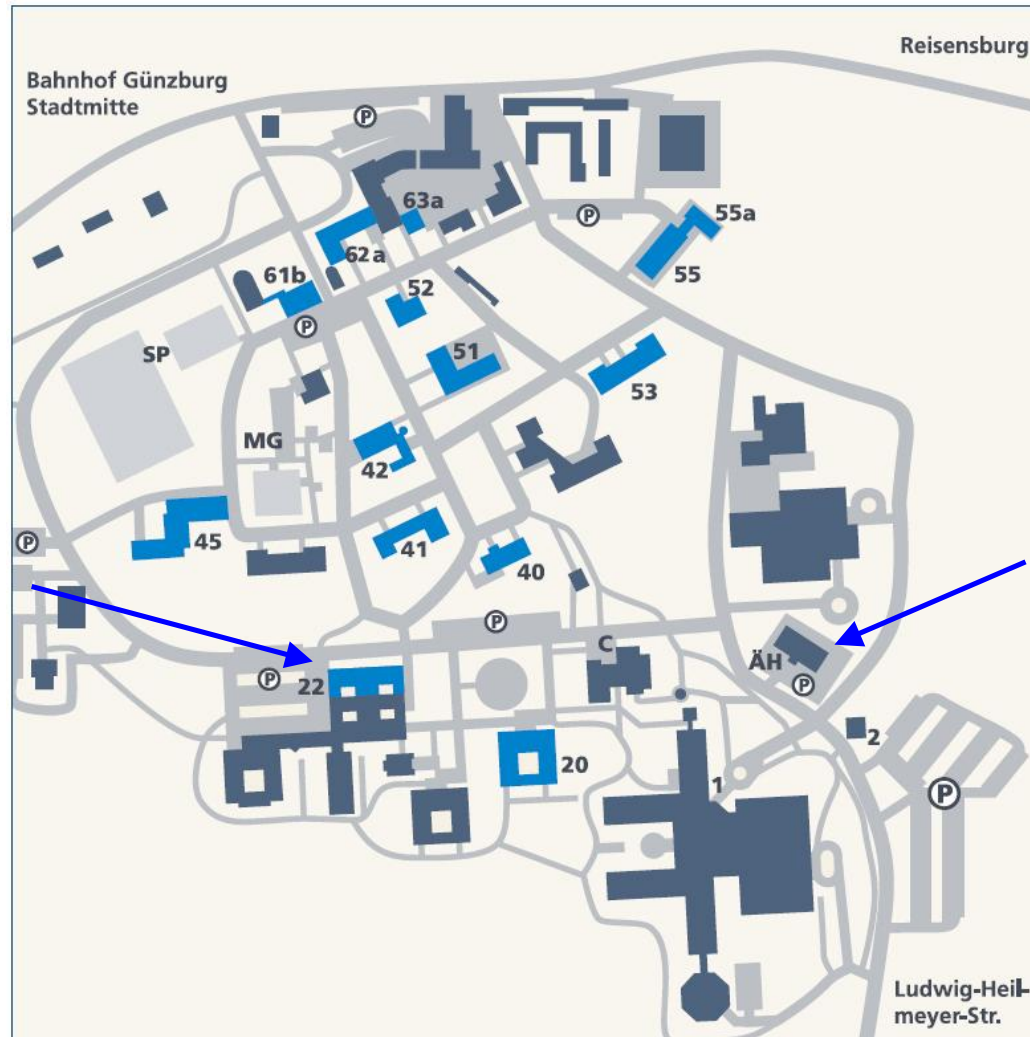 Reisensburg
Bahnhof Günzburg
Stadtmitte
P
63a
P
55a
62a
55
61b
52
P
51
SP
53
MG
42
45
41
P
40
P
C
ÄH
22
P
P
2
20
1
P
Ludwig-Heil-
meyer-Str.